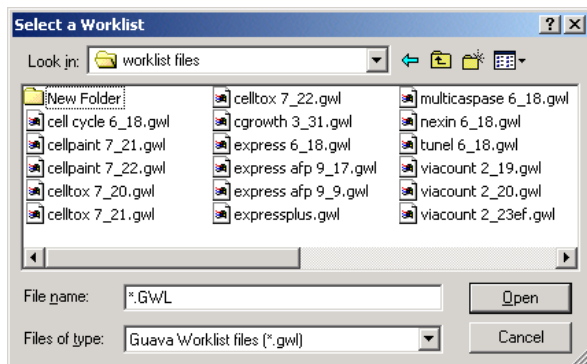 Select a Worklist
Look in: worklist files
New Folder
cell cycle 6_18.gwl
cellpaint 7_21.gwl
cellpaint 7_22.gwl
celltox 7_20.gwl
celltox 7_21.gwl
celltox 7_22.gwl
cgrowth 3_31.gwl
express 6_18.gwl
express afp 9_17.gwl
express afp 9_9.gwl
expressplus.gwl
multicaspase 6_18.gwl
nexin 6_18.gwl
tunel 6_18.gwl
viacount 2_19.gwl
viacount 2_20.gwl
viacount 2_23ef.gwl
File name: *.GWL
Open
Files of type: Guava Worklist files (*.gwl)
Cancel